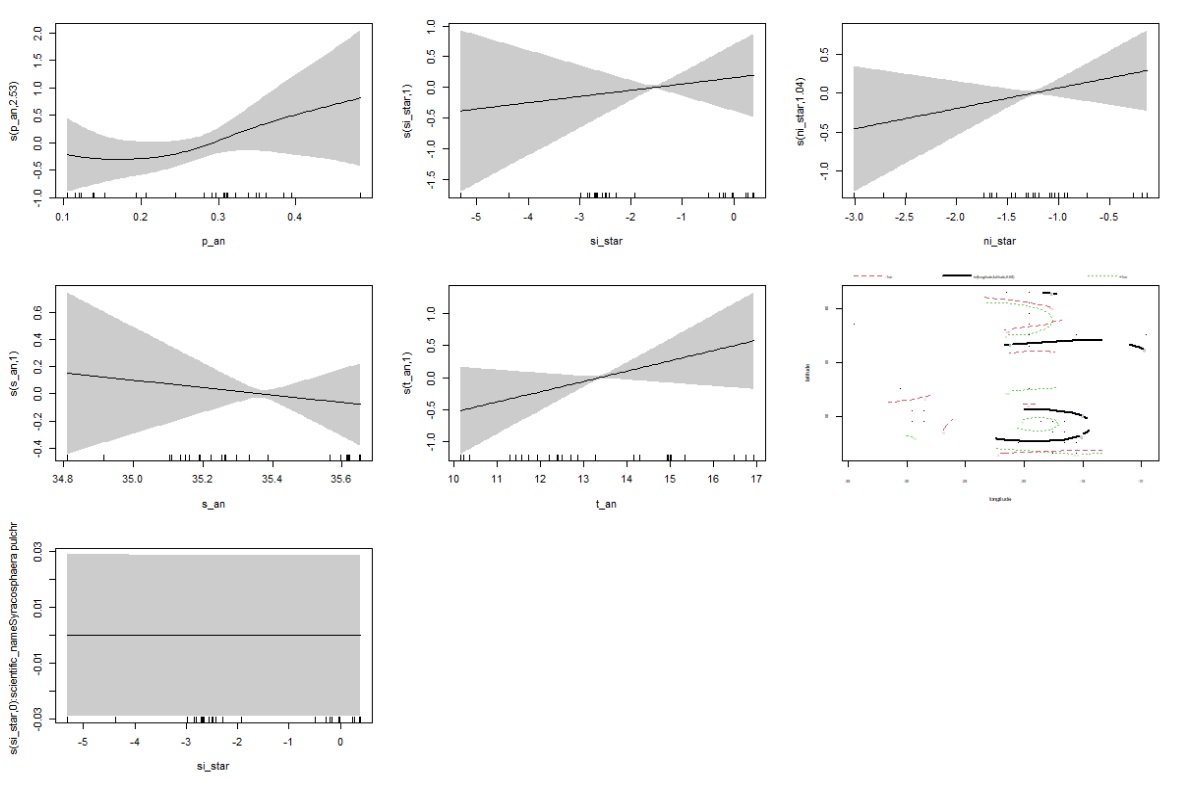 s(p_an,2.53)
2.0
1.5
1.0
0.5
0.0
-0.5
-1.0
0.1 0.2 0.3 0.4
p_an
s(si_star,1)
1.0
0.5
0.0
-0.5
-1.0
-1.5
-5 -4 -3 -2 -1 0
si_star
s(ni_star,1.04)
0.5
0.0
-0.5
-1.0
-3.0 -2.5 -2.0 -1.5 -1.0 -0.5
ni_star
s(s_an,1)
0.6
0.4
0.2
0.0
-0.2
-0.4
34.8 35.0 35.2 35.4 35.6
s_an
s(t_an,1)
1.0
0.5
0.0
-0.5
-1.0
10 11 12 13 14 15 16 17
t_an
latitude
longitude
s(si_star,0):scientific_nameSyracosphaera pulchr
0.03
0.01
-0.01
-0.03
-5 -4 -3 -2 -1 0
si_star